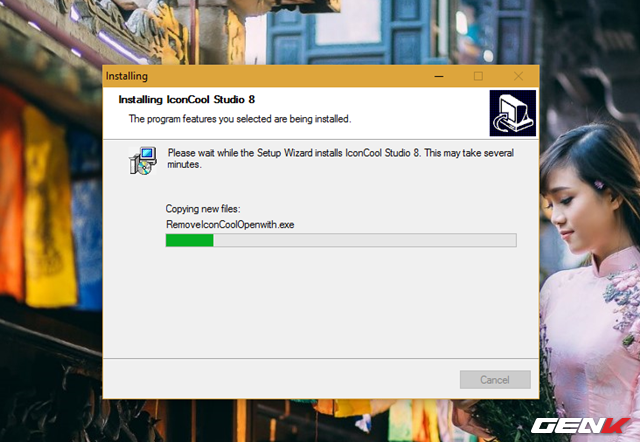 Installing
Installing IconCool Studio 8
The program features you selected are being installed.
Please wait while the Setup Wizard installs IconCool Studio 8. This may take several
minutes.
Copying new files:
RemoveIconCoolOpenwith.exe
Cancel
GENK